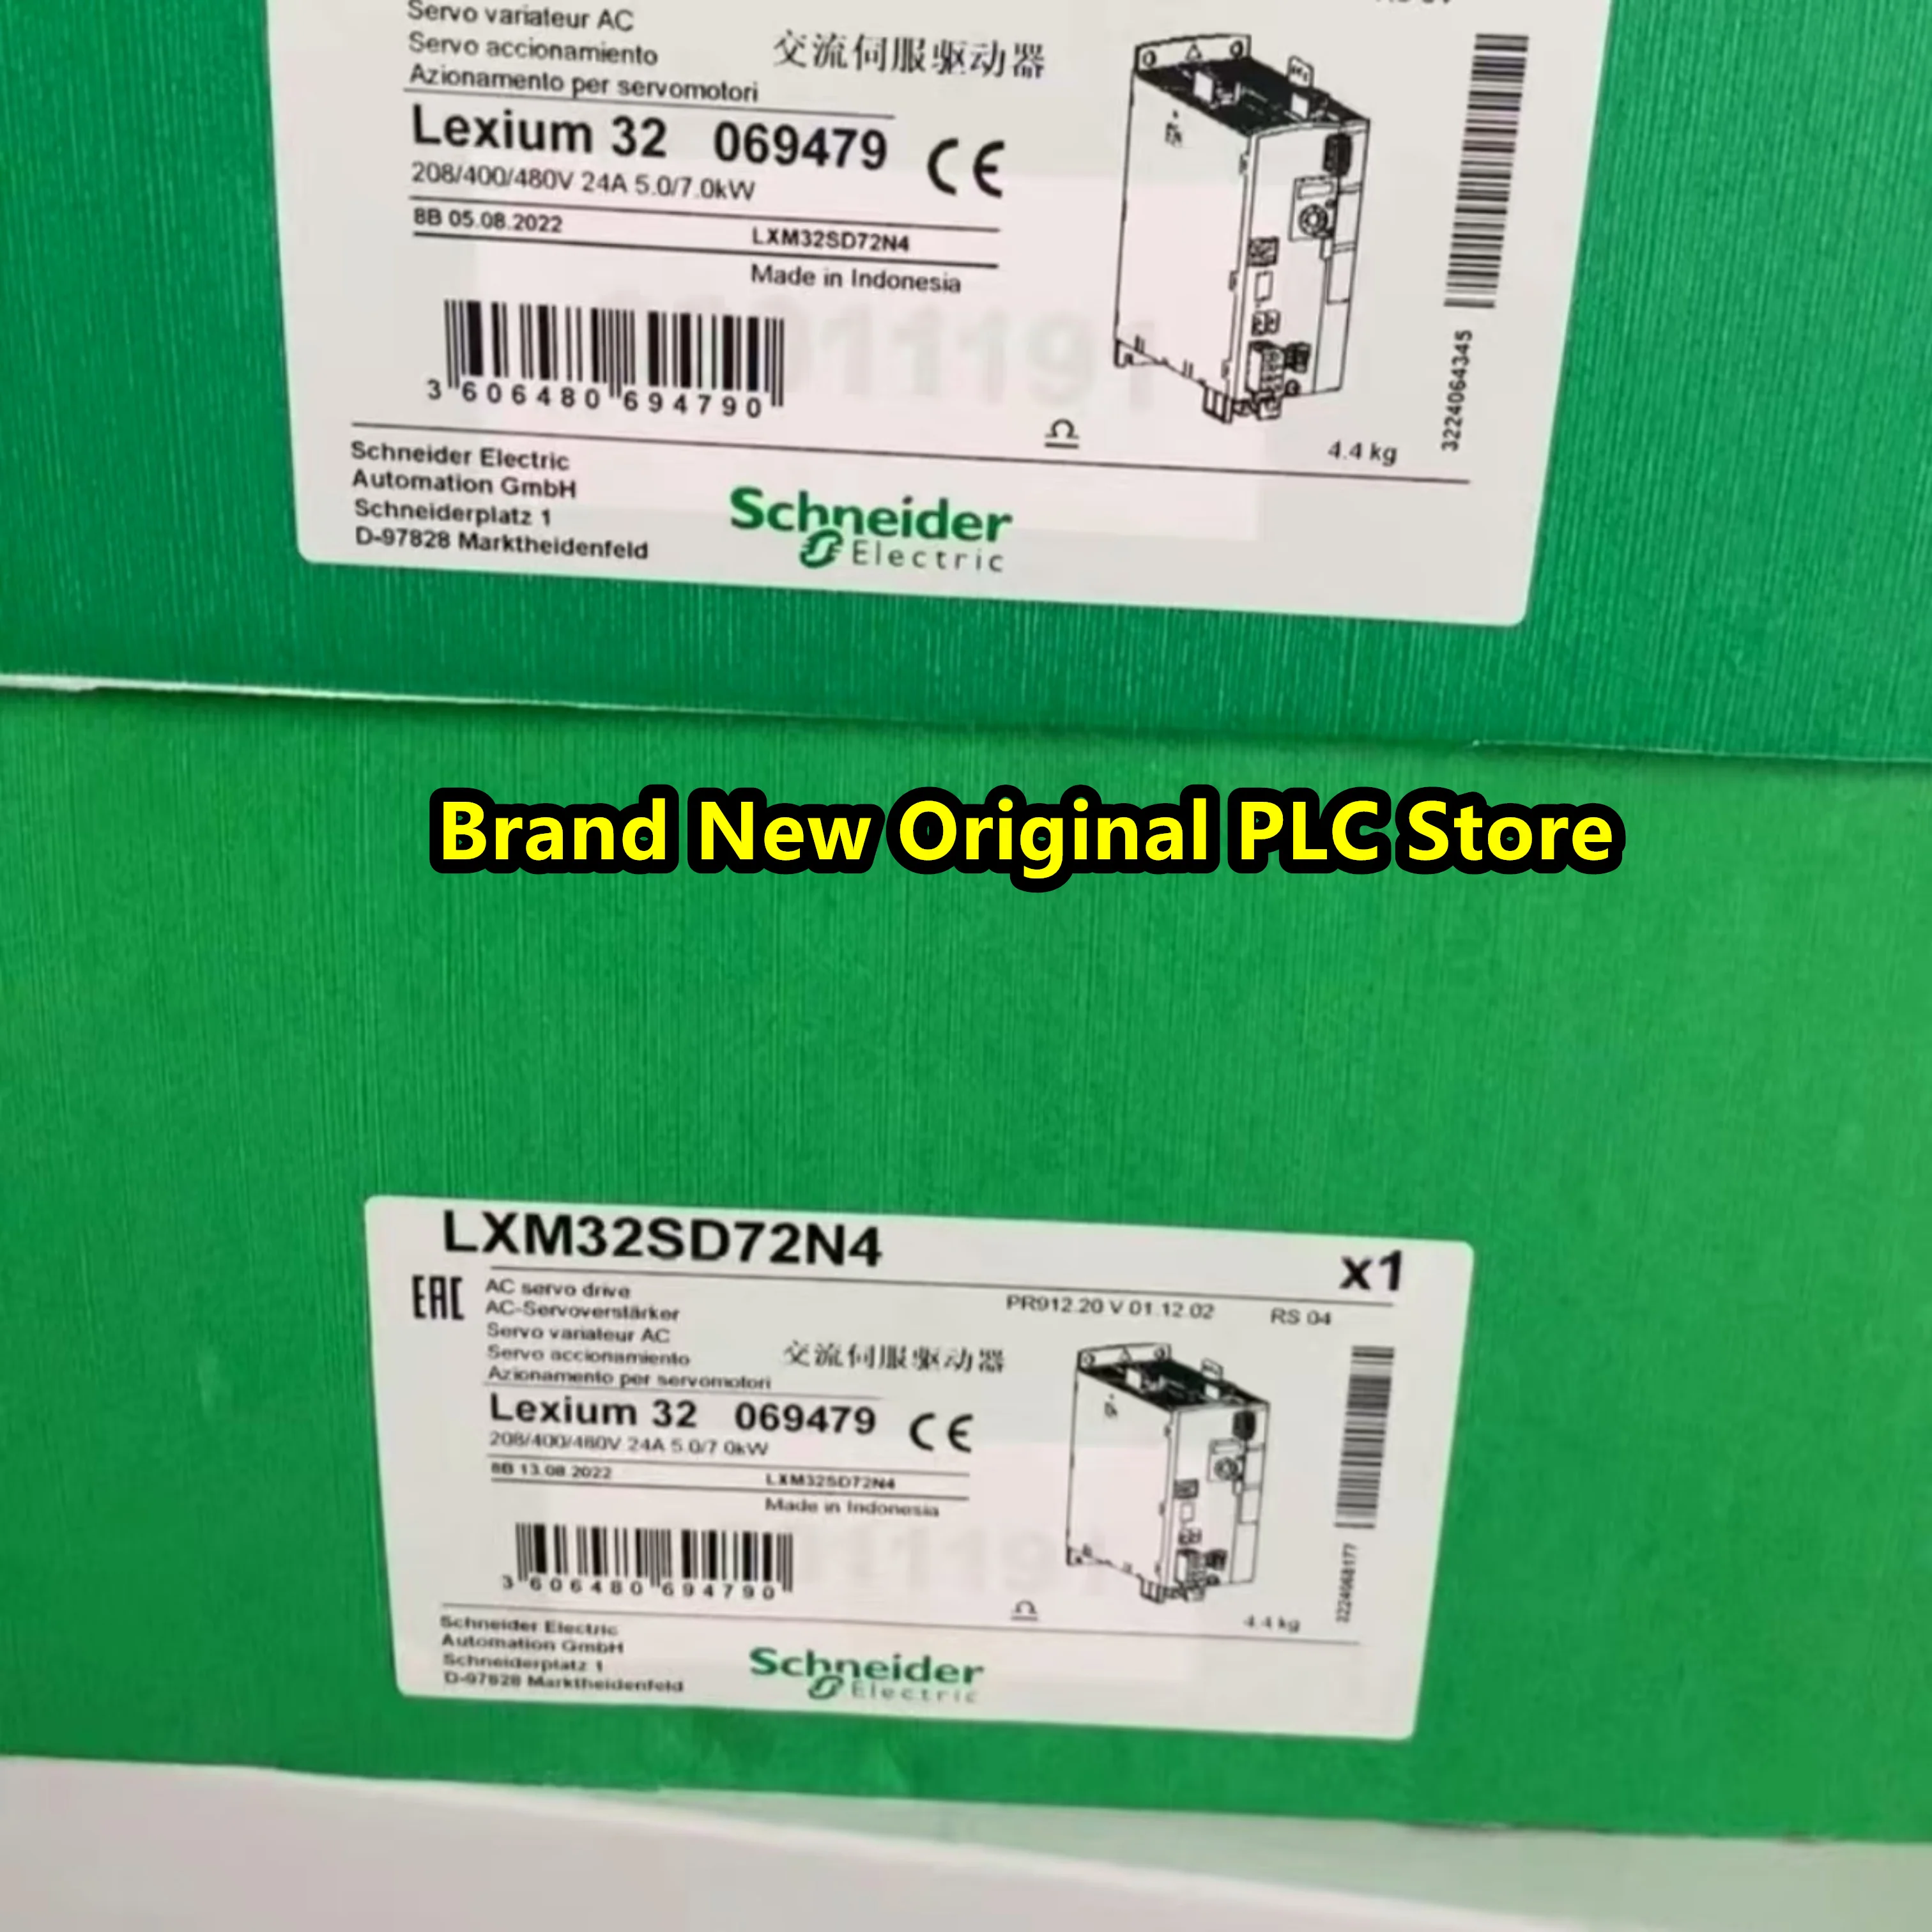 Servo variateur AC
Servo accionamiento
Azionamento per servomotori
交流伺服驱动器
Lexium 32 069479 CE
208/400/480V 24A 5.0/7.0kW
8B 05.08.2022 LXM32SD72N4
Made in Indonesia
3 606480 694790
3224064345
4.4 kg
Schneider Electric
Automation GmbH
Schneiderplatz 1
D-97828 Marktheidenfeld
Schneider
Electric
Brand New Original PLC Store
LXM32SD72N4
x1
EAC
AC servo drive
AC-Servoverstärker
Servo variateur AC
Servo accionamiento
Azionamento per servomotori
PR912.20 V 01.12.02 RS 04
交流伺服驱动器
Lexium 32 069479 CE
208/400/480V 24A 5.0/7.0kW
8B 13.08.2022 LXM32SD72N4
Made in Indonesia
3 606480 694790
3224068177
4.4 kg
Schneider Electric
Automation GmbH
Schneiderplatz 1
D-97828 Marktheidenfeld
Schneider
Electric